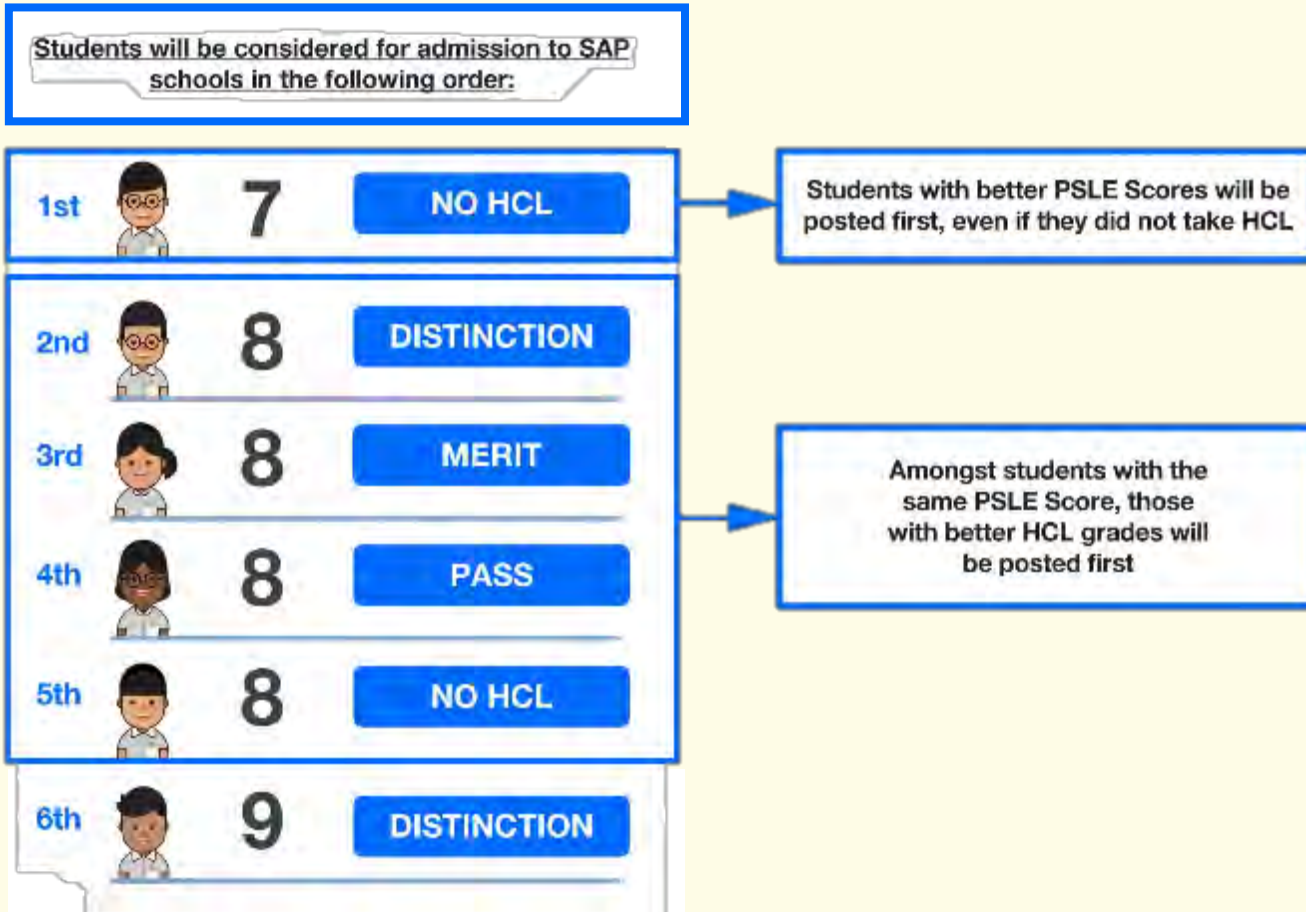 Students will be considered for admission to SAP
schools in the following order:
1st 7 NO HCL
Students with better PSLE Scores will be
posted first, even if they did not take HCL
2nd 8 DISTINCTION
3rd 8 MERIT
4th 8 PASS
5th 8 NO HCL
Amongst students with the
same PSLE Score, those
with better HCL grades will
be posted first
6th 9 DISTINCTION